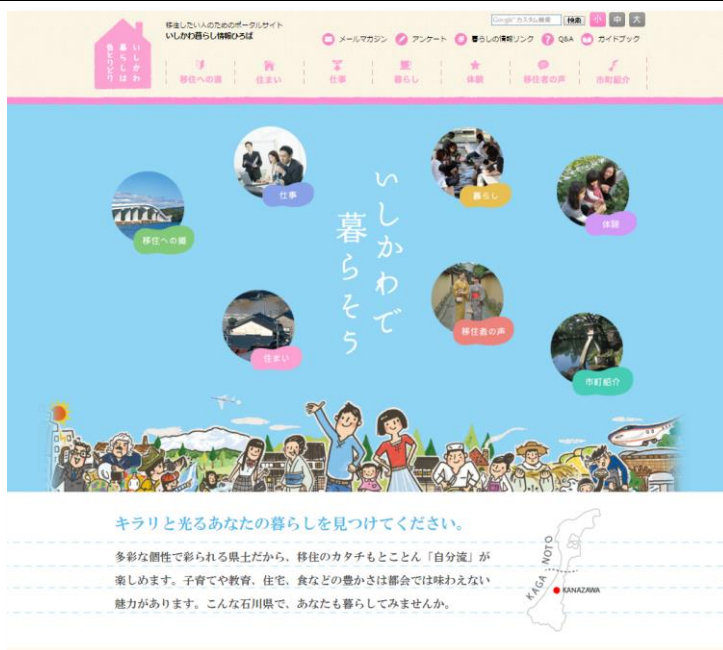 いしかわ
暮らしは
色とりどり
移住したい人のためのポータルサイト
いしかわ暮らし情報ひろば
Google カスタム検索 検索 小 中 大
メールマガジン アンケート 暮らしの情報リンク Q&A ガイドブック
移住への道 住まい 仕事 暮らし 体験 移住者の声 市町紹介
いしかわで
暮らそう
仕事
暮らし
体験
移住への道
移住者の声
住まい
市町紹介
キラリと光るあなたの暮らしを見つけてください。
多彩な個性で彩られる県土だから、移住のカタチもとことん「自分流」が
楽しめます。子育てや教育、住宅、食などの豊かさは都会では味わえない
魅力があります。こんな石川県で、あなたも暮らしてみませんか。
NOTO
KAGA
KANAZAWA